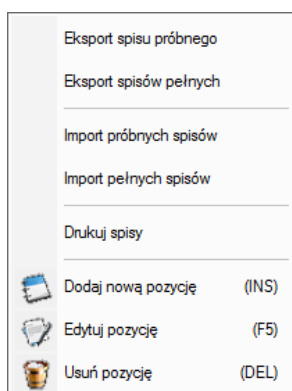 Eksport spisu próbnego
Eksport spisów pełnych
Import próbnych spisów
Import pełnych spisów
Drukuj spisy
Dodaj nową pozycję (INS)
Edytuj pozycję (F5)
Usuń pozycję (DEL)